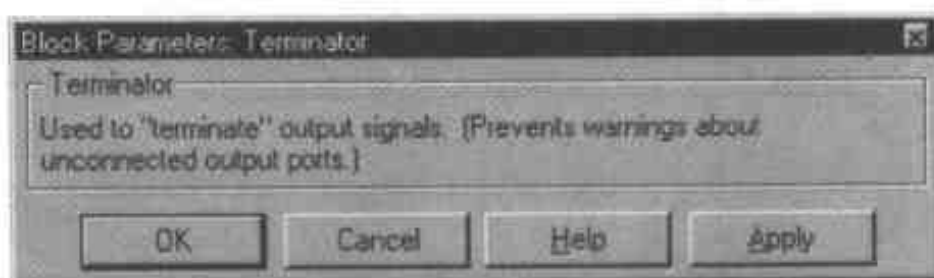 Block Parameters: Terminator
Terminator
Used to "terminate" output signals. (Prevents warnings about
unconnected output ports.)
OK
Cancel
Help
Apply